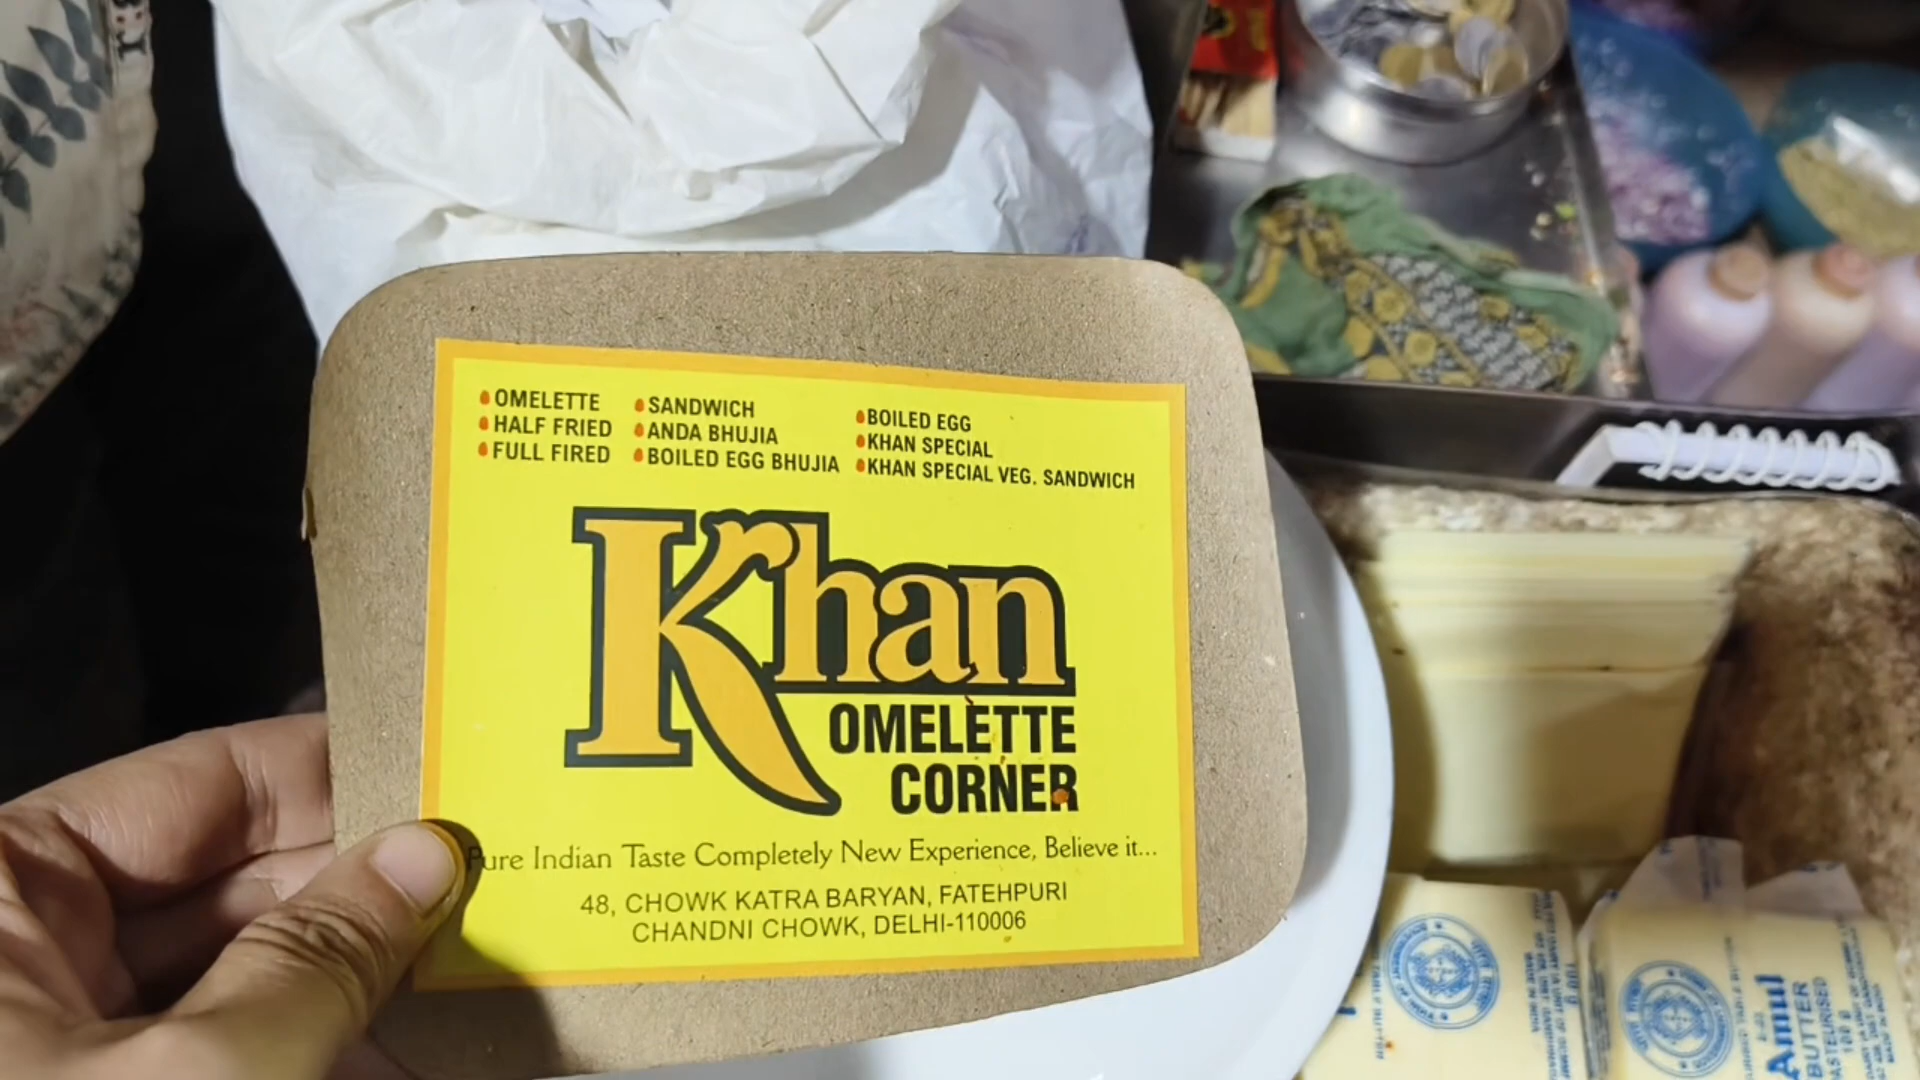 OMELETTE
HALF FRIED
FULL FIRED
SANDWICH
ANDA BHUJIA
BOILED EGG BHUJIA
BOILED EGG
KHAN SPECIAL
KHAN SPECIAL VEG. SANDWICH
Khan
OMELETTE
CORNER
Pure Indian Taste Completely New Experience, Believe it...
48, CHOWK KATRA BARYAN, FATEHPURI
CHANDNI CHOWK, DELHI-110006
Amul
BUTTER
PASTEURISED
100 g